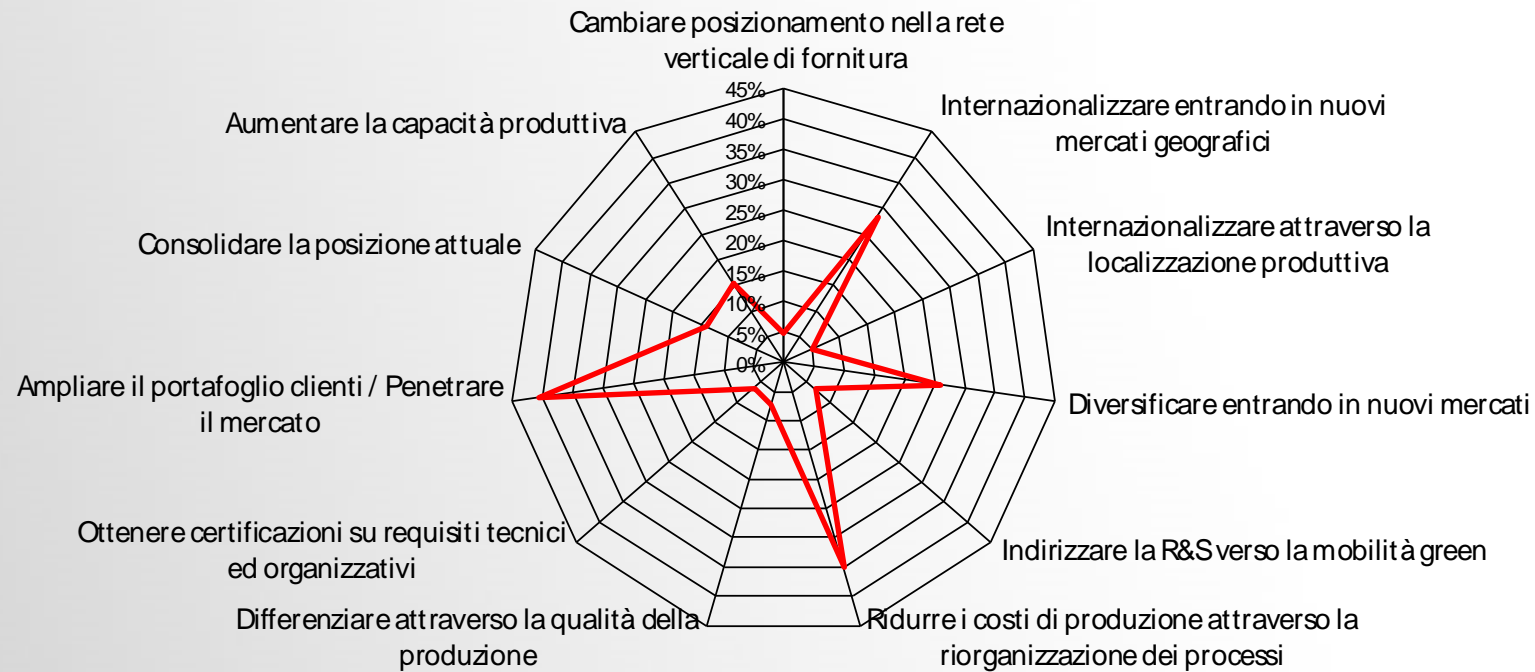 Cambiare posizionamento nella rete
verticale di fornitura
45%
40%
35%
30%
25%
20%
15%
10%
5%
0%
Internazionalizzare entrando in nuovi
mercati geografici
Internazionalizzare attraverso la
localizzazione produttiva
Diversificare entrando in nuovi mercati
Indirizzare la R&S verso la mobilità green
Ridurre i costi di produzione attraverso la
riorganizzazione dei processi
Differenziare attraverso la qualità della
produzione
Ottenere certificazioni su requisiti tecnici
ed organizzativi
Ampliare il portafoglio clienti / Penetrare
il mercato
Consolidare la posizione attuale
Aumentare la capacità produttiva